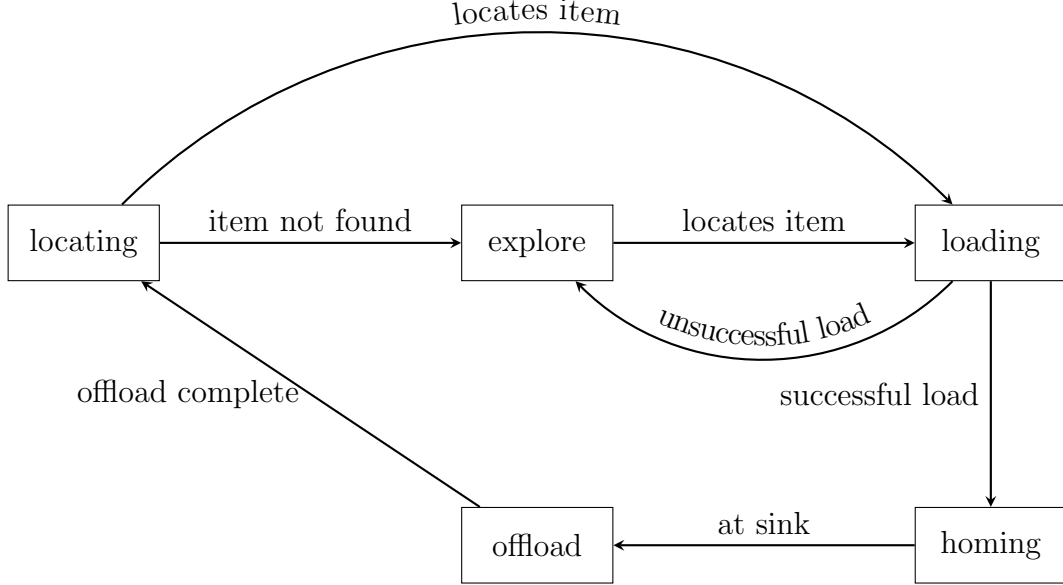 locates item
locating
item not found
explore
locates item
loading
unsuccessful load
offload complete
successful load
offload
at sink
homing